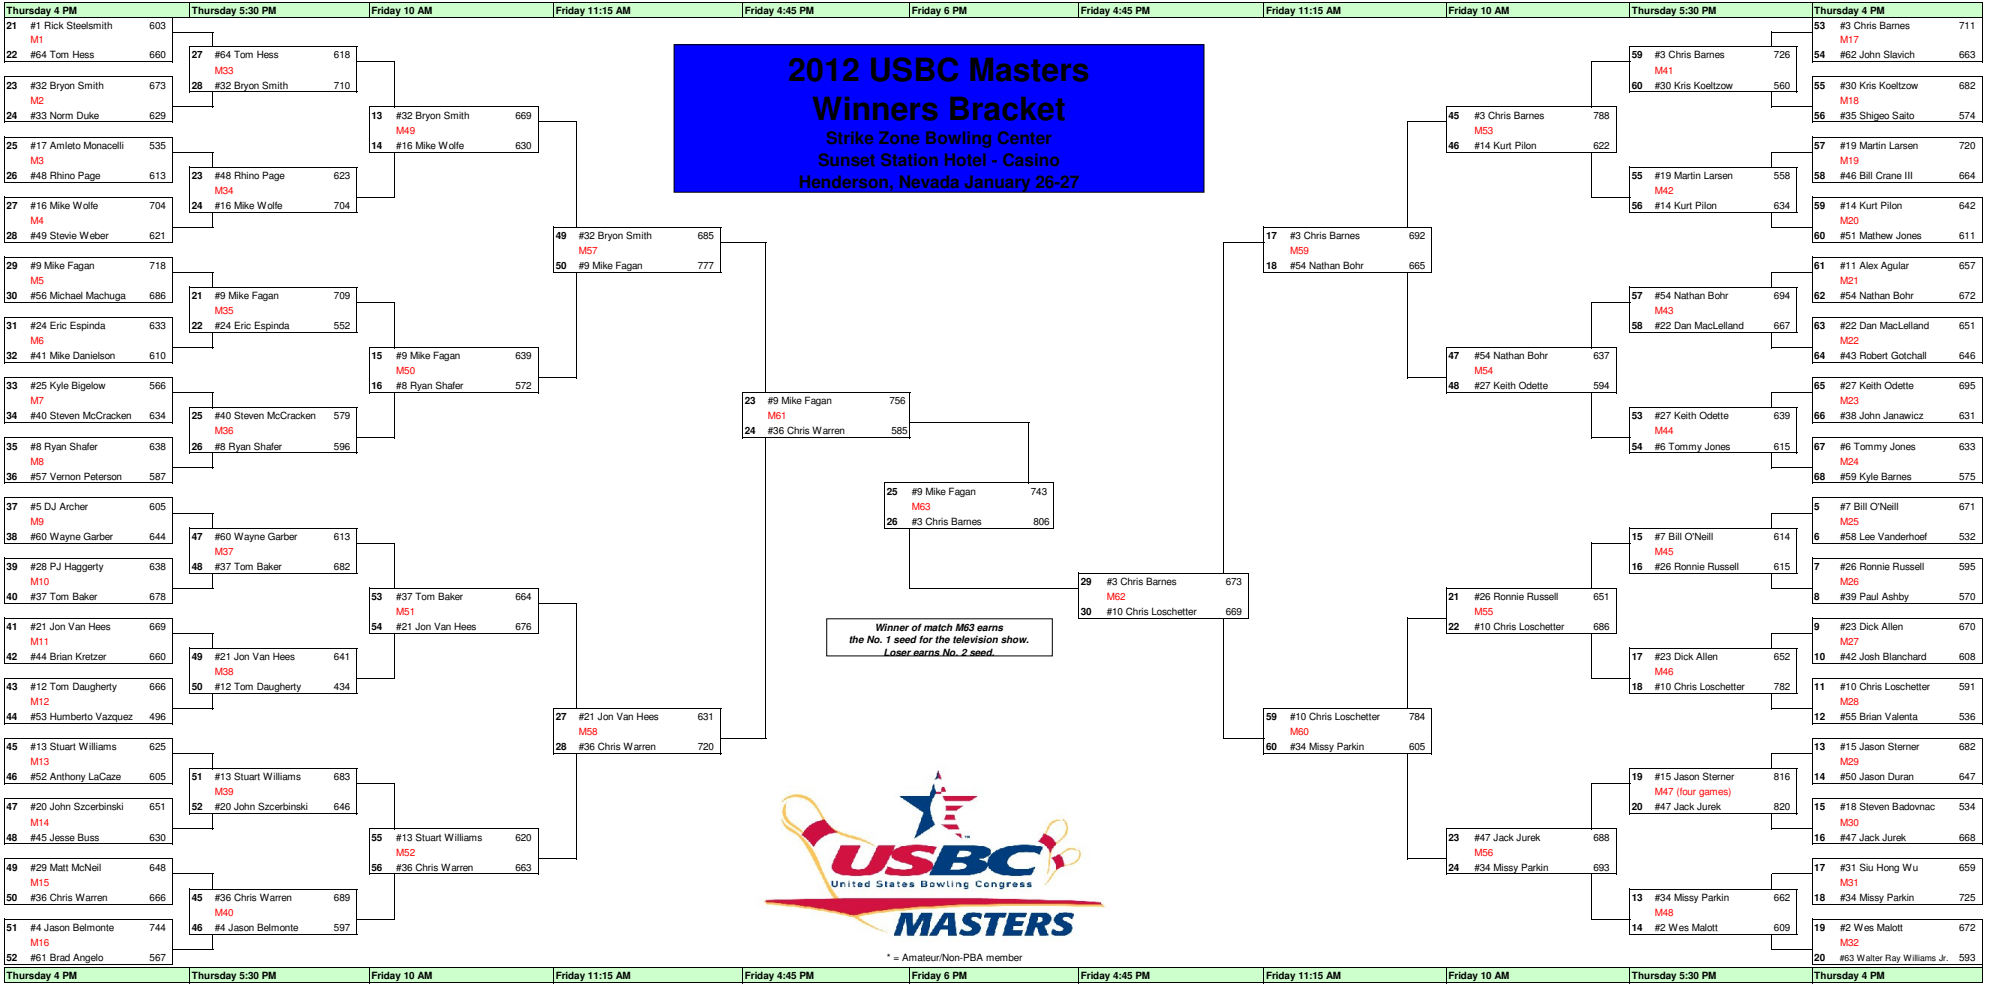 Thursday 4 PM Thursday 5:30 PM Friday 10 AM Friday 11:15 AM Friday 4:45 PM Friday 6 PM Friday 4:45 PM Friday 11:15 AM Friday 10 AM Thursday 5:30 PM Thursday 4 PM
21 #1 Rick Steelsmith 603
M1
22 #64 Tom Hess 660
23 #32 Bryon Smith 673
M2
24 #33 Norm Duke 629
25 #17 Amleto Monacelli 535
M3
26 #48 Rhino Page 613
27 #16 Mike Wolfe 704
M4
28 #49 Stevie Weber 621
29 #9 Mike Fagan 718
M5
30 #56 Michael Machuga 686
31 #24 Eric Espinda 633
M6
32 #41 Mike Danielson 610
33 #25 Kyle Bigelow 566
M7
34 #40 Steven McCracken 634
35 #8 Ryan Shafer 638
M8
36 #57 Vernon Peterson 587
37 #5 DJ Archer 605
M9
38 #60 Wayne Garber 644
39 #28 PJ Haggerty 638
M10
40 #37 Tom Baker 678
41 #21 Jon Van Hees 669
M11
42 #44 Brian Kretzer 660
43 #12 Tom Daugherty 666
M12
44 #53 Humberto Vazquez 496
45 #13 Stuart Williams 625
M13
46 #52 Anthony LaCaze 605
47 #20 John Szcerbinski 651
M14
48 #45 Jesse Buss 630
49 #29 Matt McNeil 648
M15
50 #36 Chris Warren 666
51 #4 Jason Belmonte 744
M16
52 #61 Brad Angelo 567
27 #64 Tom Hess 618
M33
28 #32 Bryon Smith 710
23 #48 Rhino Page 623
M34
24 #16 Mike Wolfe 704
21 #9 Mike Fagan 709
M35
22 #24 Eric Espinda 552
25 #40 Steven McCracken 579
M36
26 #8 Ryan Shafer 596
47 #60 Wayne Garber 613
M37
48 #37 Tom Baker 682
49 #21 Jon Van Hees 641
M38
50 #12 Tom Daugherty 434
51 #13 Stuart Williams 683
M39
52 #20 John Szcerbinski 646
45 #36 Chris Warren 689
M40
46 #4 Jason Belmonte 597
13 #32 Bryon Smith 669
M49
14 #16 Mike Wolfe 630
15 #9 Mike Fagan 639
M50
16 #8 Ryan Shafer 572
53 #37 Tom Baker 664
M51
54 #21 Jon Van Hees 676
55 #13 Stuart Williams 620
M52
56 #36 Chris Warren 663
49 #32 Bryon Smith 685
M57
50 #9 Mike Fagan 777
27 #21 Jon Van Hees 631
M58
28 #36 Chris Warren 720
2012 USBC Masters
Winners Bracket
Strike Zone Bowling Center
Sunset Station Hotel - Casino
Henderson, Nevada January 26-27
23 #9 Mike Fagan 756
M61
24 #36 Chris Warren 585
25 #9 Mike Fagan 743
M63
26 #3 Chris Barnes 806
29 #3 Chris Barnes 673
M62
30 #10 Chris Loschetter 669
Winner of match M63 earns
the No. 1 seed for the television show.
Loser earns No. 2 seed.
USBC
United States Bowling Congress
MASTERS
* = Amateur/Non-PBA member
17 #3 Chris Barnes 692
M59
18 #54 Nathan Bohr 665
59 #10 Chris Loschetter 784
M60
60 #34 Missy Parkin 605
45 #3 Chris Barnes 788
M53
46 #14 Kurt Pilon 622
47 #54 Nathan Bohr 637
M54
48 #27 Keith Odette 594
21 #26 Ronnie Russell 651
M55
22 #10 Chris Loschetter 686
23 #47 Jack Jurek 688
M56
24 #34 Missy Parkin 693
59 #3 Chris Barnes 726
M41
60 #30 Kris Koeltzow 560
55 #19 Martin Larsen 558
M42
56 #14 Kurt Pilon 634
57 #54 Nathan Bohr 694
M43
58 #22 Dan MacLelland 667
53 #27 Keith Odette 639
M44
54 #6 Tommy Jones 615
15 #7 Bill O'Neill 614
M45
16 #26 Ronnie Russell 615
17 #23 Dick Allen 652
M46
18 #10 Chris Loschetter 782
19 #15 Jason Sterner 816
M47 (four games)
20 #47 Jack Jurek 820
13 #34 Missy Parkin 662
M48
14 #2 Wes Malott 609
53 #3 Chris Barnes 711
M17
54 #62 John Slavich 663
55 #30 Kris Koeltzow 682
M18
56 #35 Shigeo Saito 574
57 #19 Martin Larsen 720
M19
58 #46 Bill Crane III 664
59 #14 Kurt Pilon 642
M20
60 #51 Mathew Jones 611
61 #11 Alex Agular 657
M21
62 #54 Nathan Bohr 672
63 #22 Dan MacLelland 651
M22
64 #43 Robert Gotchall 646
65 #27 Keith Odette 695
M23
66 #38 John Janawicz 631
67 #6 Tommy Jones 633
M24
68 #59 Kyle Barnes 575
5 #7 Bill O'Neill 671
M25
6 #58 Lee Vanderhoef 532
7 #26 Ronnie Russell 595
M26
8 #39 Paul Ashby 570
9 #23 Dick Allen 670
M27
10 #42 Josh Blanchard 608
11 #10 Chris Loschetter 591
M28
12 #55 Brian Valenta 536
13 #15 Jason Sterner 682
M29
14 #50 Jason Duran 647
15 #18 Steven Badovnac 534
M30
16 #47 Jack Jurek 668
17 #31 Siu Hong Wu 659
M31
18 #34 Missy Parkin 725
19 #2 Wes Malott 672
M32
20 #63 Walter Ray Williams Jr. 593
Thursday 4 PM Thursday 5:30 PM Friday 10 AM Friday 11:15 AM Friday 4:45 PM Friday 6 PM Friday 4:45 PM Friday 11:15 AM Friday 10 AM Thursday 5:30 PM Thursday 4 PM